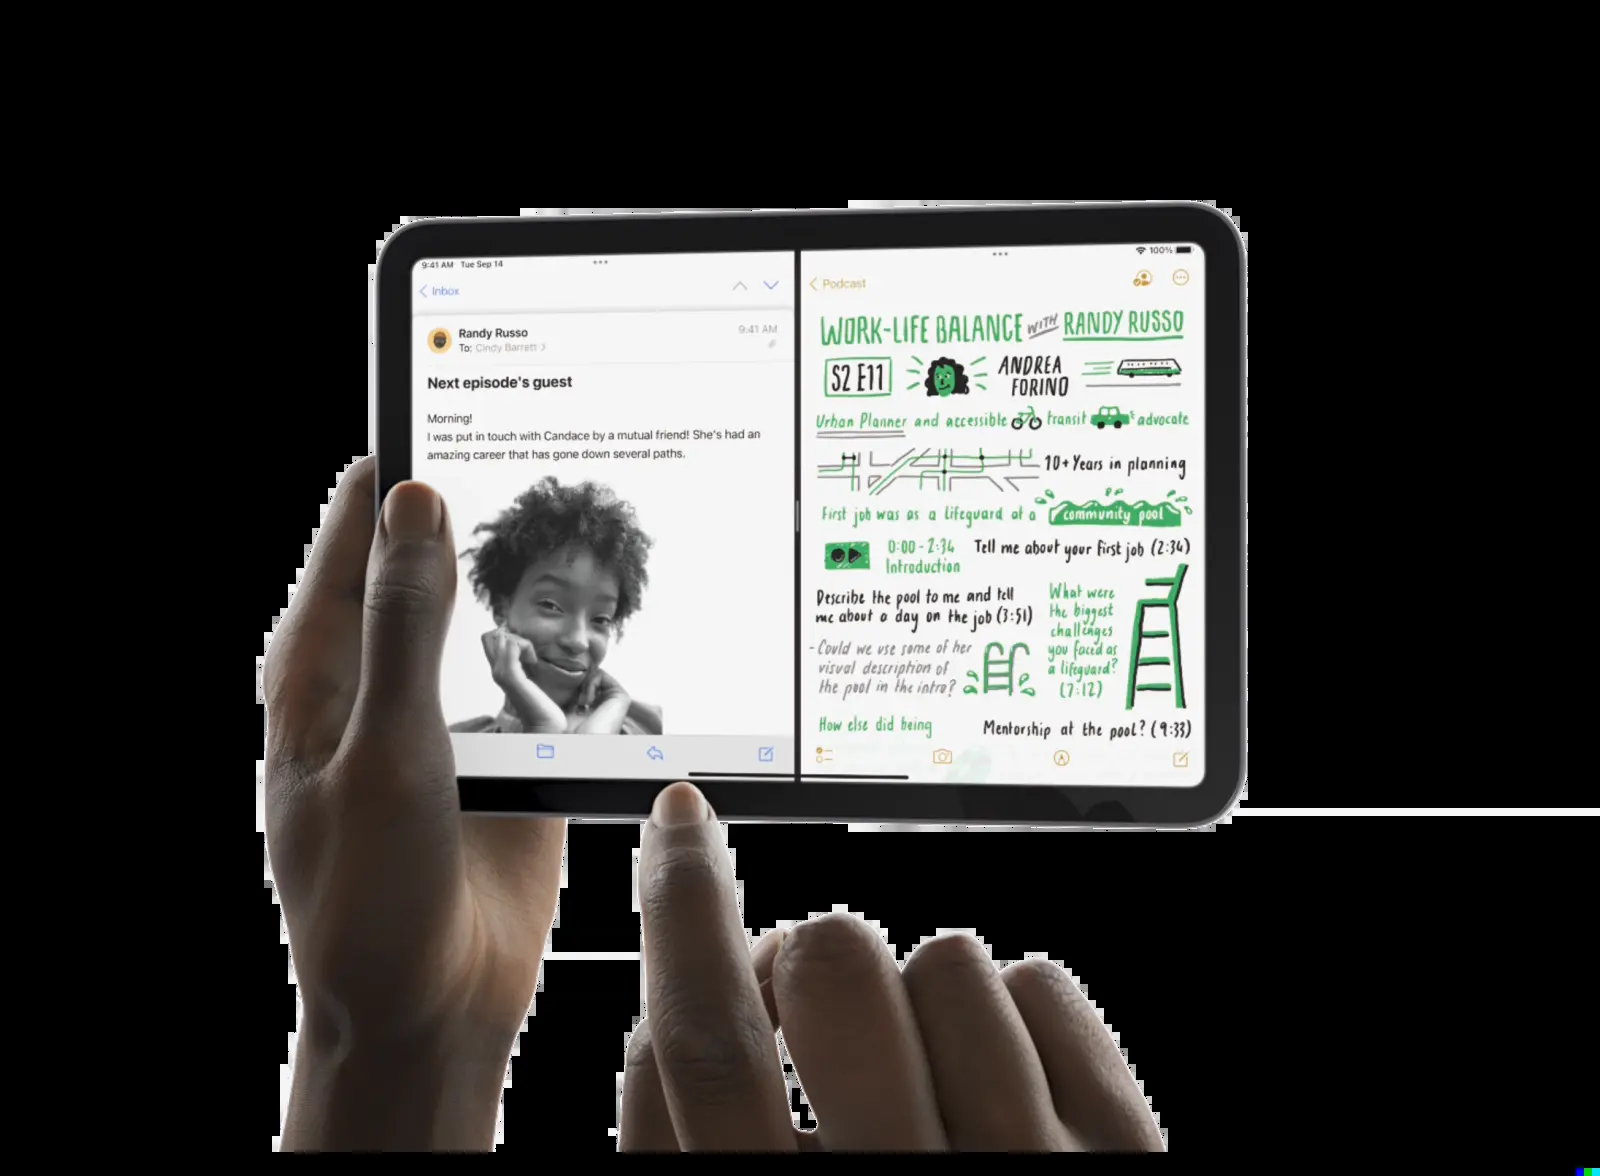 9:41 AM Tue Sep 14
Inbox
Randy Russo
9:41 AM
To: Cindy Barrett
Next episode's guest
Morning!
I was put in touch with Candace by a mutual friend! She's had an
amazing career that has gone down several paths.
100%
Podcast
WORK-LIFE BALANCE WITH RANDY RUSSO
S2 E11
ANDREA
FORINO
Urban Planner and accessible transit & advocate
10+ Years in planning
First job was as a lifeguard at a community pool
0:00 - 2:34
Introduction
Tell me about your first job (2:34)
Describe the pool to me and tell
me about a day on the job (3:51)
- Could we use some of her
visual description of
the pool in the intro?
What were
the biggest
challenges
you faced as
a lifeguard?
(7:12)
How else did being
Mentorship at the pool? (9:33)